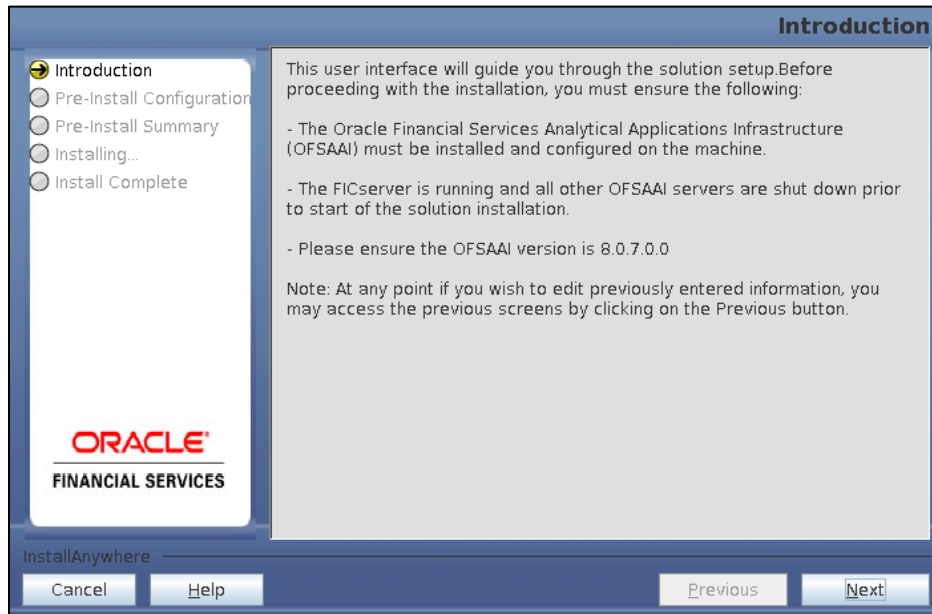 Introduction
Introduction
Pre-Install Configuration
Pre-Install Summary
Installing...
Install Complete
ORACLE'
FINANCIAL SERVICES
This user interface will guide you through the solution setup.Before
proceeding with the installation, you must ensure the following:
- The Oracle Financial Services Analytical Applications Infrastructure
(OFSAAI) must be installed and configured on the machine.
- The FICserver is running and all other OFSAAI servers are shut down prior
to start of the solution installation.
- Please ensure the OFSAAI version is 8.0.7.0.0
Note: At any point if you wish to edit previously entered information, you
may access the previous screens by clicking on the Previous button.
InstallAnywhere
Cancel
Help
Previous
Next